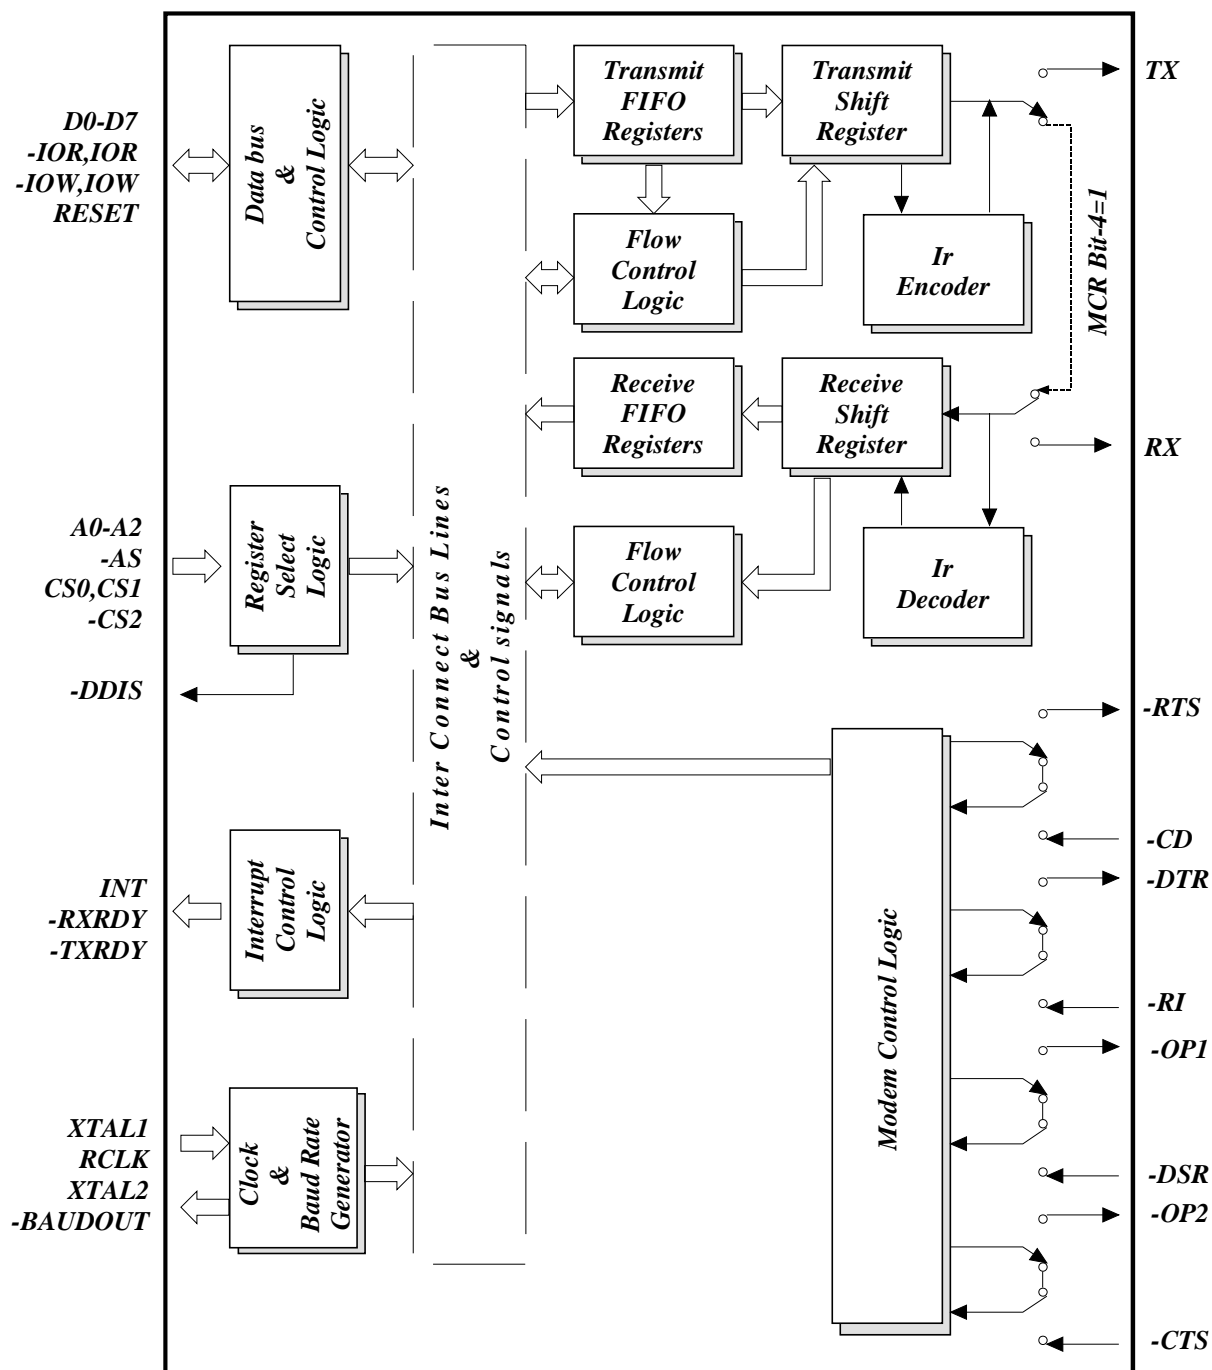 D0-D7
-IOR,IOR
-IOW,IOW
RESET
Data bus
&
Control Logic
A0-A2
-AS
CS0,CS1
-CS2
-DDIS
Register
Select
Logic
INT
-RXRDY
-TXRDY
Interrupt
Control
Logic
XTAL1
RCLK
XTAL2
-BAUDOUT
Clock
&
Baud Rate
Generator
Inter Connect Bus Lines
&
Control signals
Transmit
FIFO
Registers
Transmit
Shift
Register
Flow
Control
Logic
Ir
Encoder
Receive
FIFO
Registers
Receive
Shift
Register
Flow
Control
Logic
Ir
Decoder
MCR Bit-4=1
Modem Control Logic
TX
RX
-RTS
-CD
-DTR
-RI
-OP1
-DSR
-OP2
-CTS